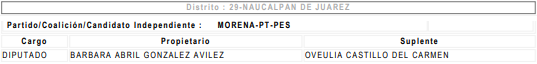 Distrito : 29-NAUCALPAN DE JUAREZ
Partido/Coalición/Candidato Independiente : MORENA-PT-PES
Cargo Propietario Suplente
DIPUTADO BARBARA ABRIL GONZALEZ AVILEZ OVEULIA CASTILLO DEL CARMEN